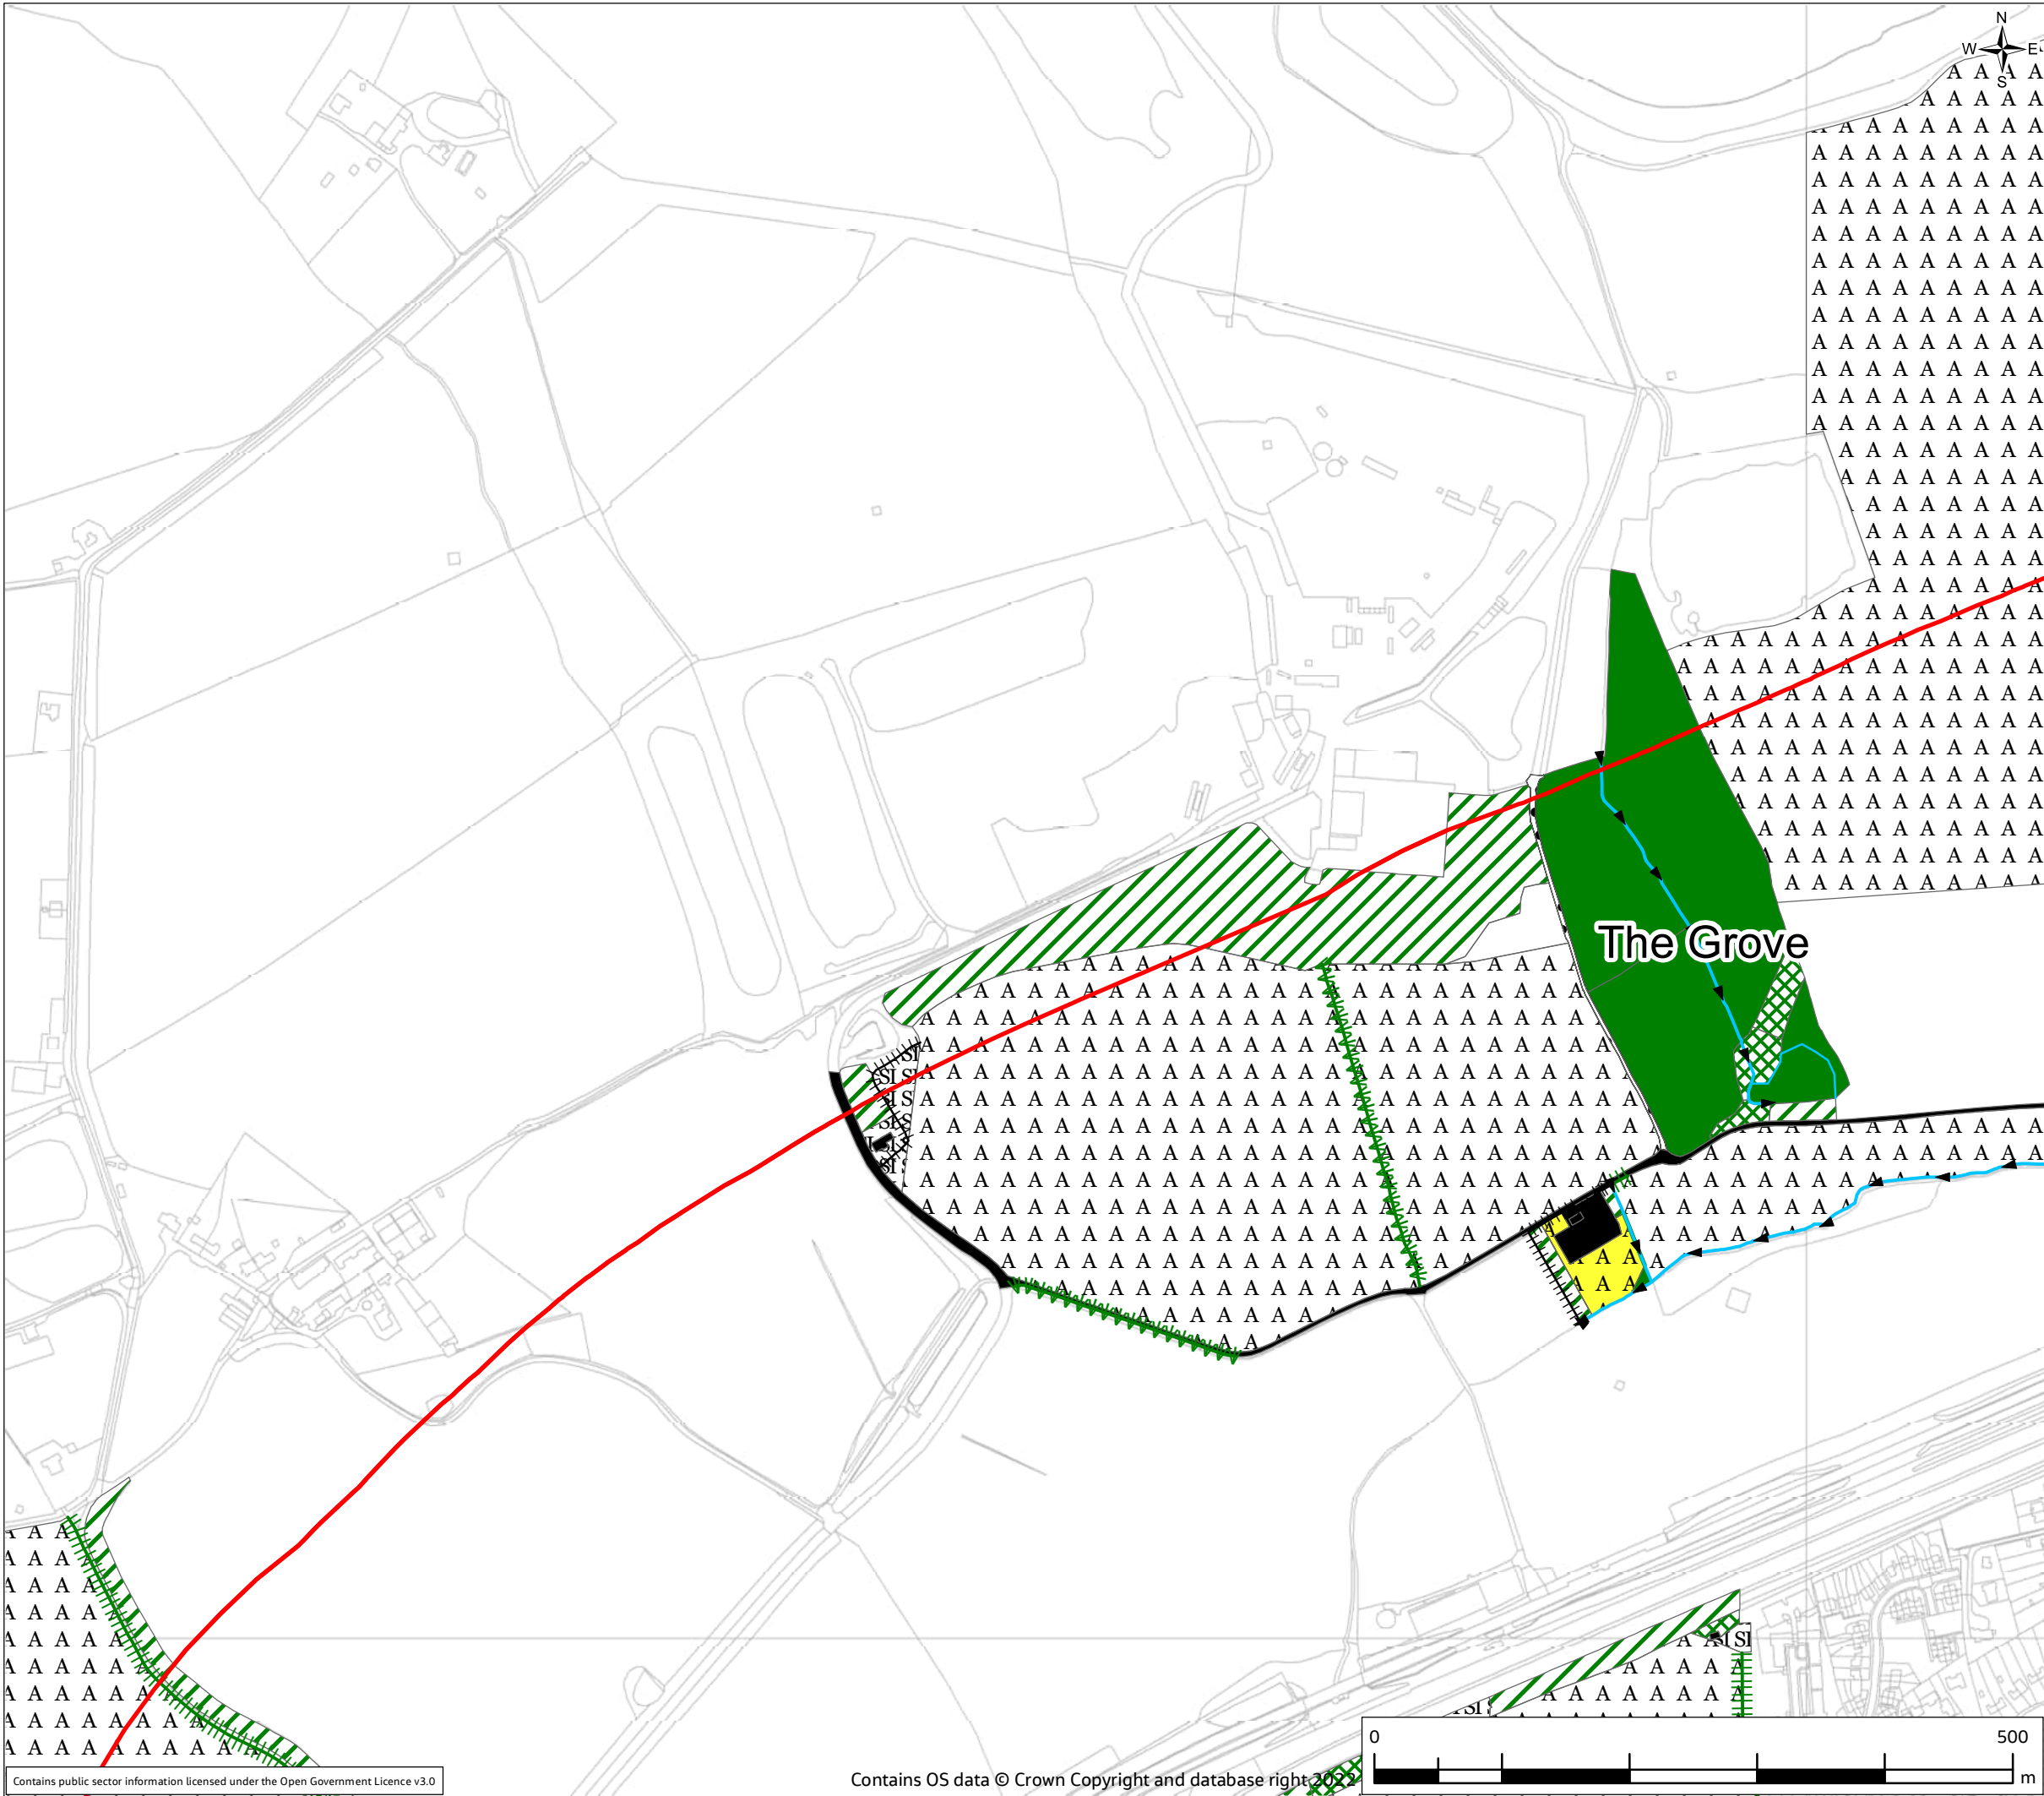 N
W E
S
The Grove
A
SI
0 500
m
Contains public sector information licensed under the Open Government Licence v3.0
Contains OS data © Crown Copyright and database right 2022